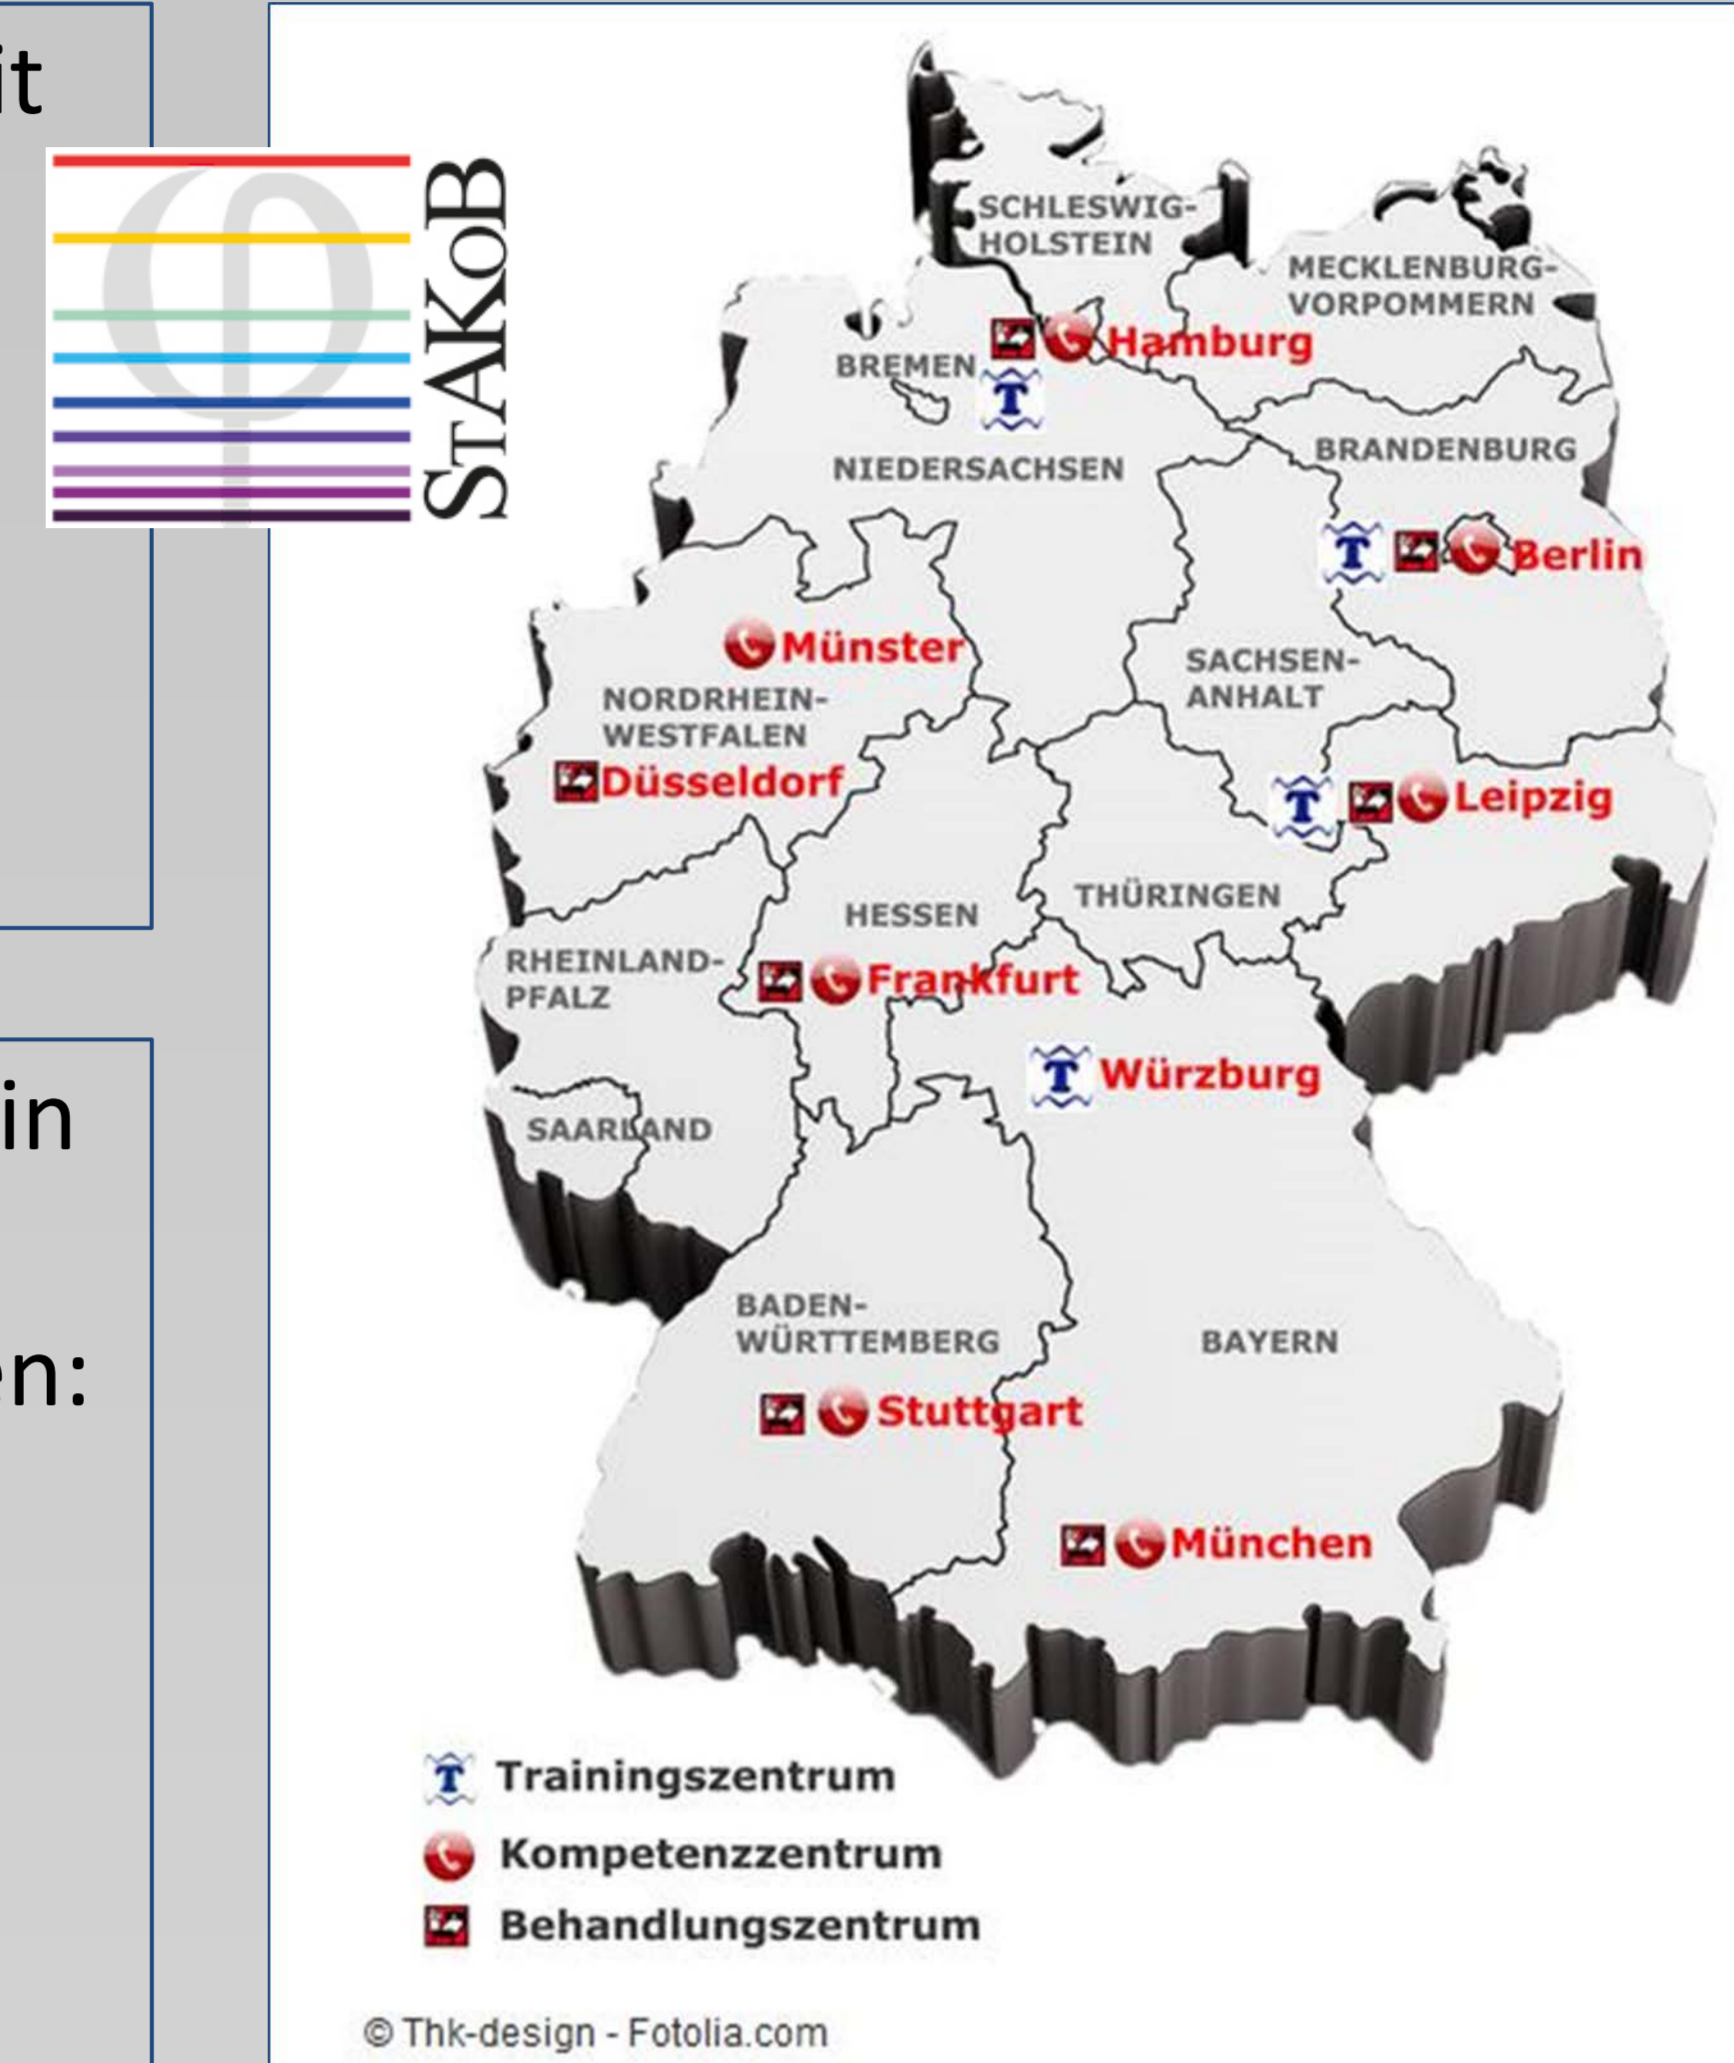 it
STAKOB
SCHLESWIG-
HOLSTEIN
MECKLENBURG-
VORPOMMERN
Hamburg
BREMEN
T
BRANDENBURG
NIEDERSACHSEN
T
Berlin
Münster
SACHSEN-
ANHALT
NORDRHEIN-
WESTFALEN
Düsseldorf
T
Leipzig
THÜRINGEN
HESSEN
RHEINLAND-
PFALZ
Frankfurt
T
Würzburg
in
SAARLAND
BADEN-
WÜRTTEMBERG
BAYERN
en:
Stuttgart
München
T Trainingszentrum
Kompetenzzentrum
Behandlungszentrum
© Thk-design - Fotolia.com